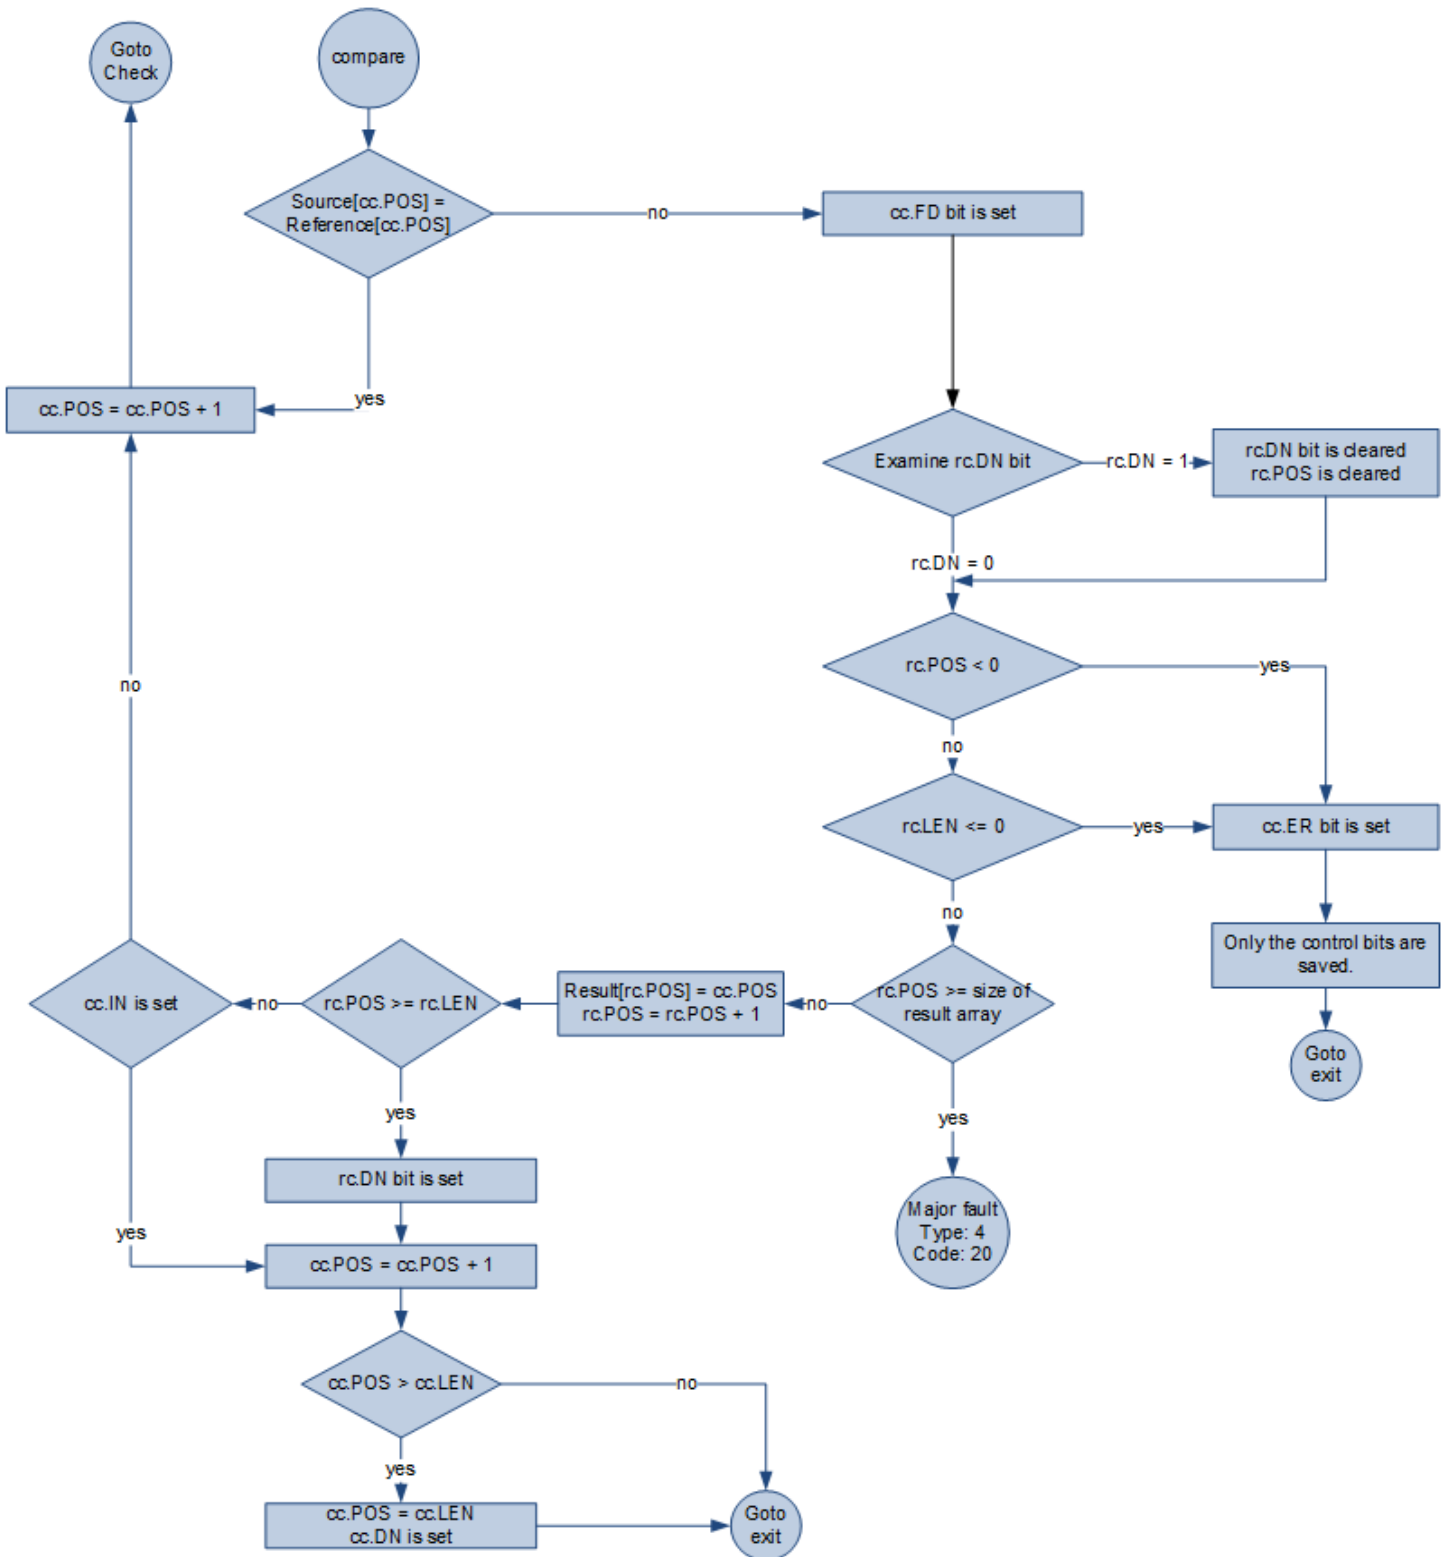 Goto
Check
compare
Source[cc.POS] =
Reference[cc.POS]
no
cc.FD bit is set
yes
cc.POS = cc.POS + 1
Examine rc.DN bit
rc.DN = 1
rc.DN bit is cleared
rc.POS is cleared
rc.DN = 0
rc.POS < 0
yes
no
no
rc.LEN <= 0
yes
cc.ER bit is set
no
Only the control bits are
saved.
cc.IN is set
no
rc.POS >= rc.LEN
Result[rc.POS] = cc.POS
rc.POS = rc.POS + 1
no
rc.POS >= size of
result array
Goto
exit
yes
yes
rc.DN bit is set
Major fault
Type: 4
Code: 20
yes
cc.POS = cc.POS + 1
cc.POS > cc.LEN
no
yes
cc.POS = cc.LEN
cc.DN is set
Goto
exit